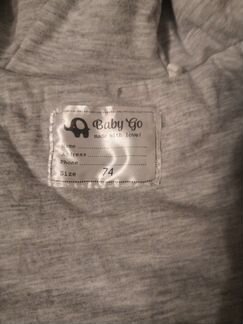 Baby Go
made with love!
Name
Address
Phone
Size 74